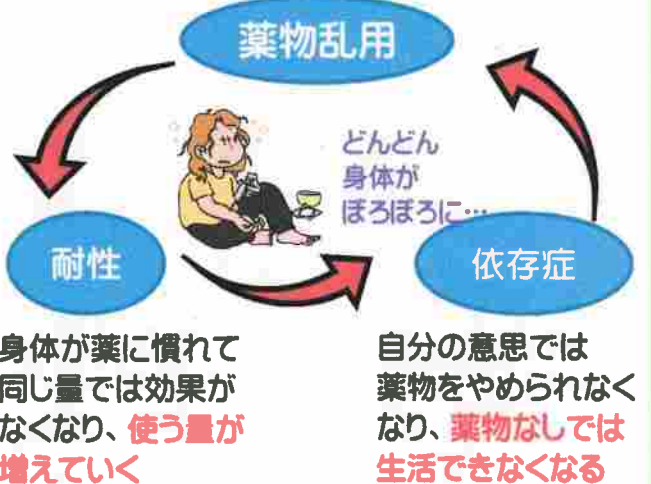 薬物乱用
どんどん
身体が
ぼろぼろに…
耐性
依存症
身体が薬に慣れて
同じ量では効果が
なくなり、使う量が
増えていく
自分の意思では
薬物をやめられなく
なり、薬物なしでは
生活できなくなる